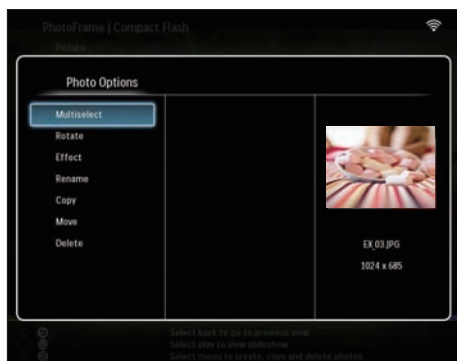 PhotoFrame | Compact Flash
Picture
Photo Options
Multiselect
Rotate
Effect
Rename
Copy
Move
Delete
EX_03.JPG
1024 x 685
Select back to go to previous view
Select play to view slideshow
Select menu to create, copy and delete photos